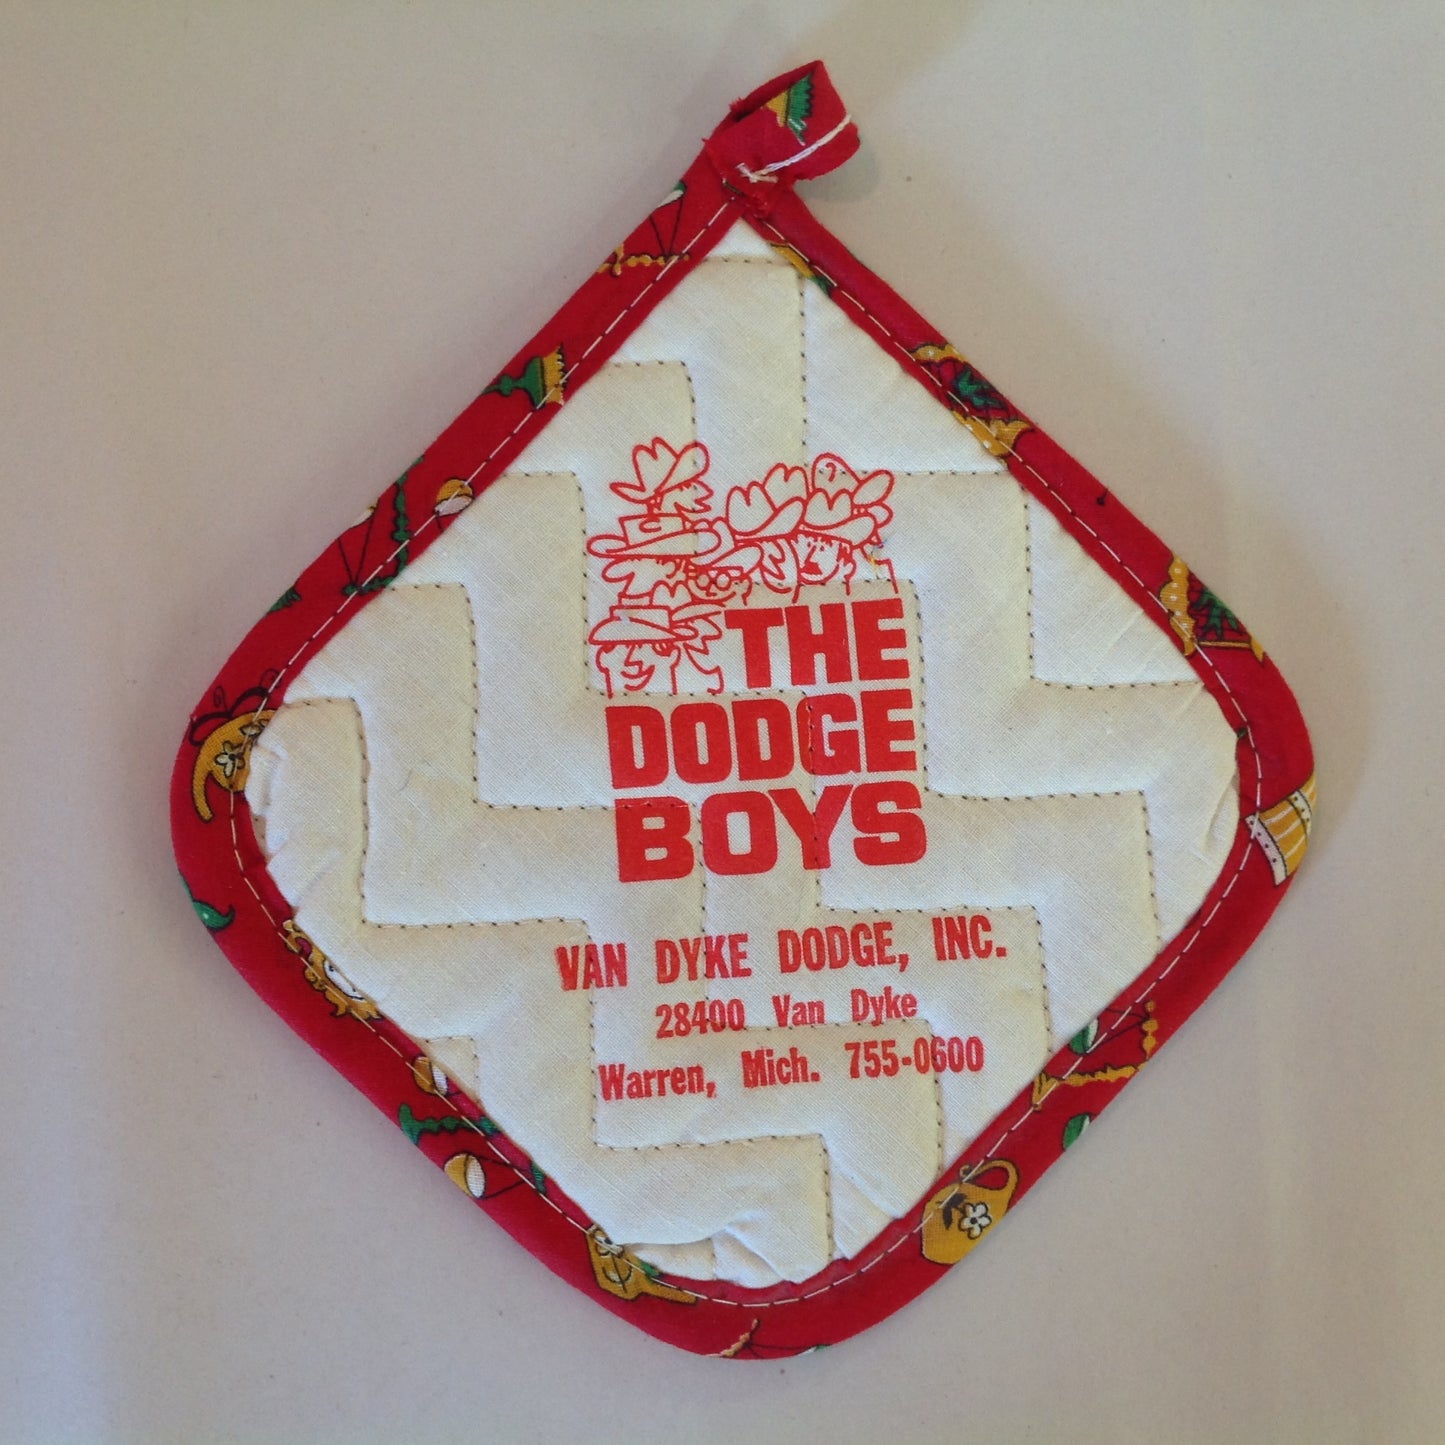 THE
DODGE
BOYS
VAN DYKE DODGE, INC.
28400 Van Dyke
Warren, Mich. 755-0600